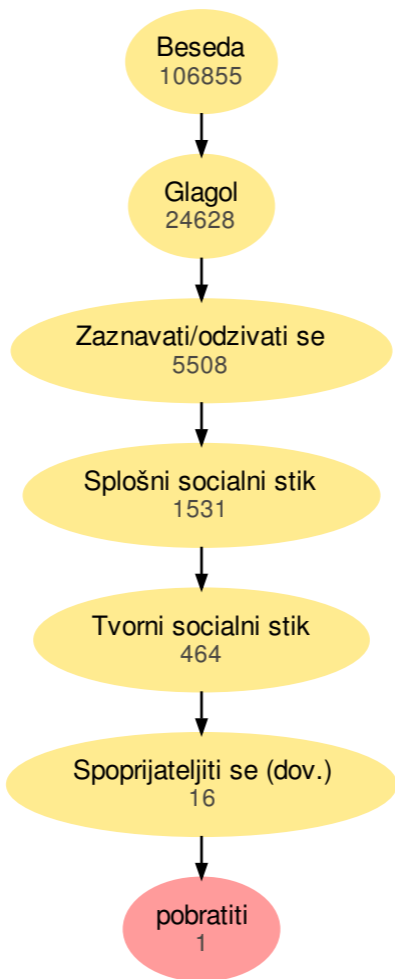 Beseda
106855
Glagol
24628
Zaznavati/odzivati se
5508
Splošni socialni stik
1531
Tvorni socialni stik
464
Spoprijateljiti se (dov.)
16
pobratiti
1